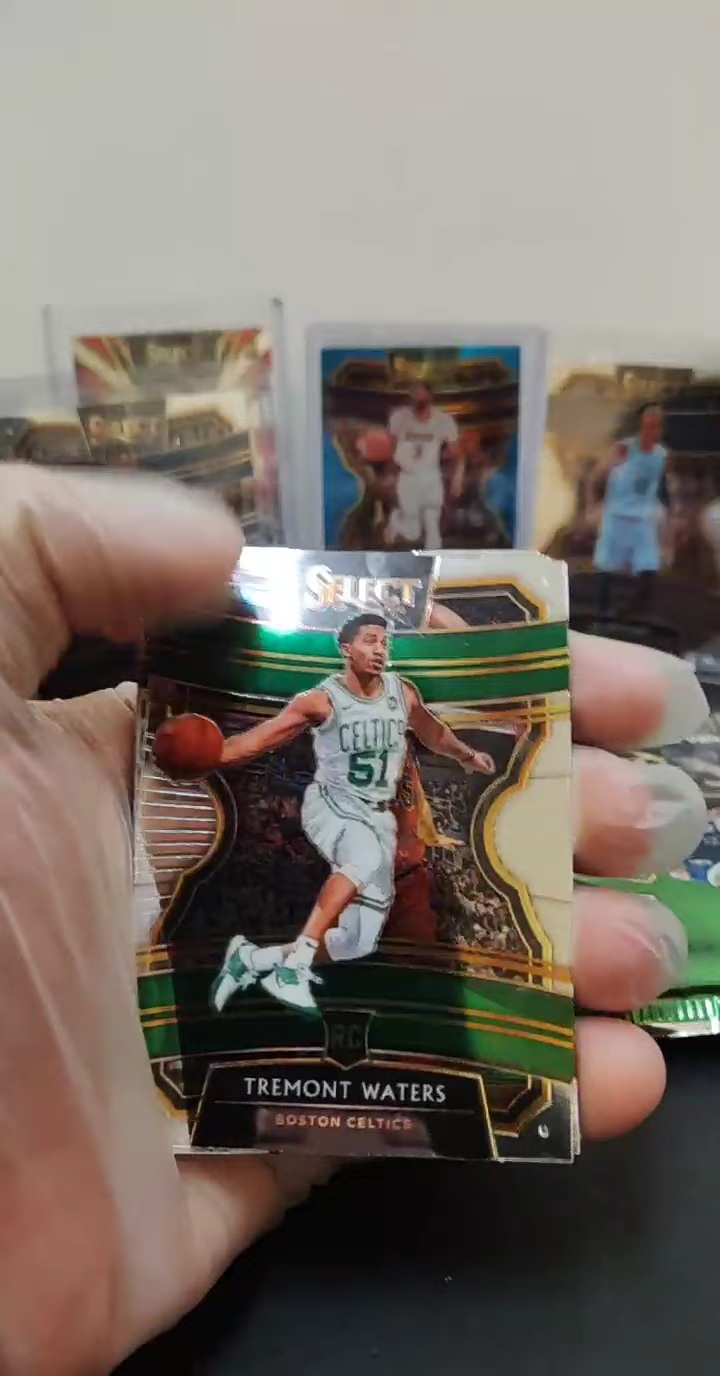 SELECT
CELTICS
51
RC
TREMONT WATERS
BOSTON CELTICS